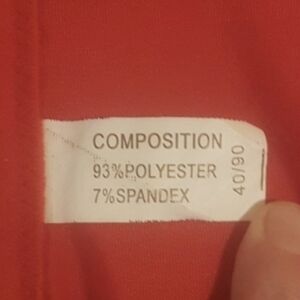 COMPOSITION
93%POLYESTER
7%SPANDEX
40/90